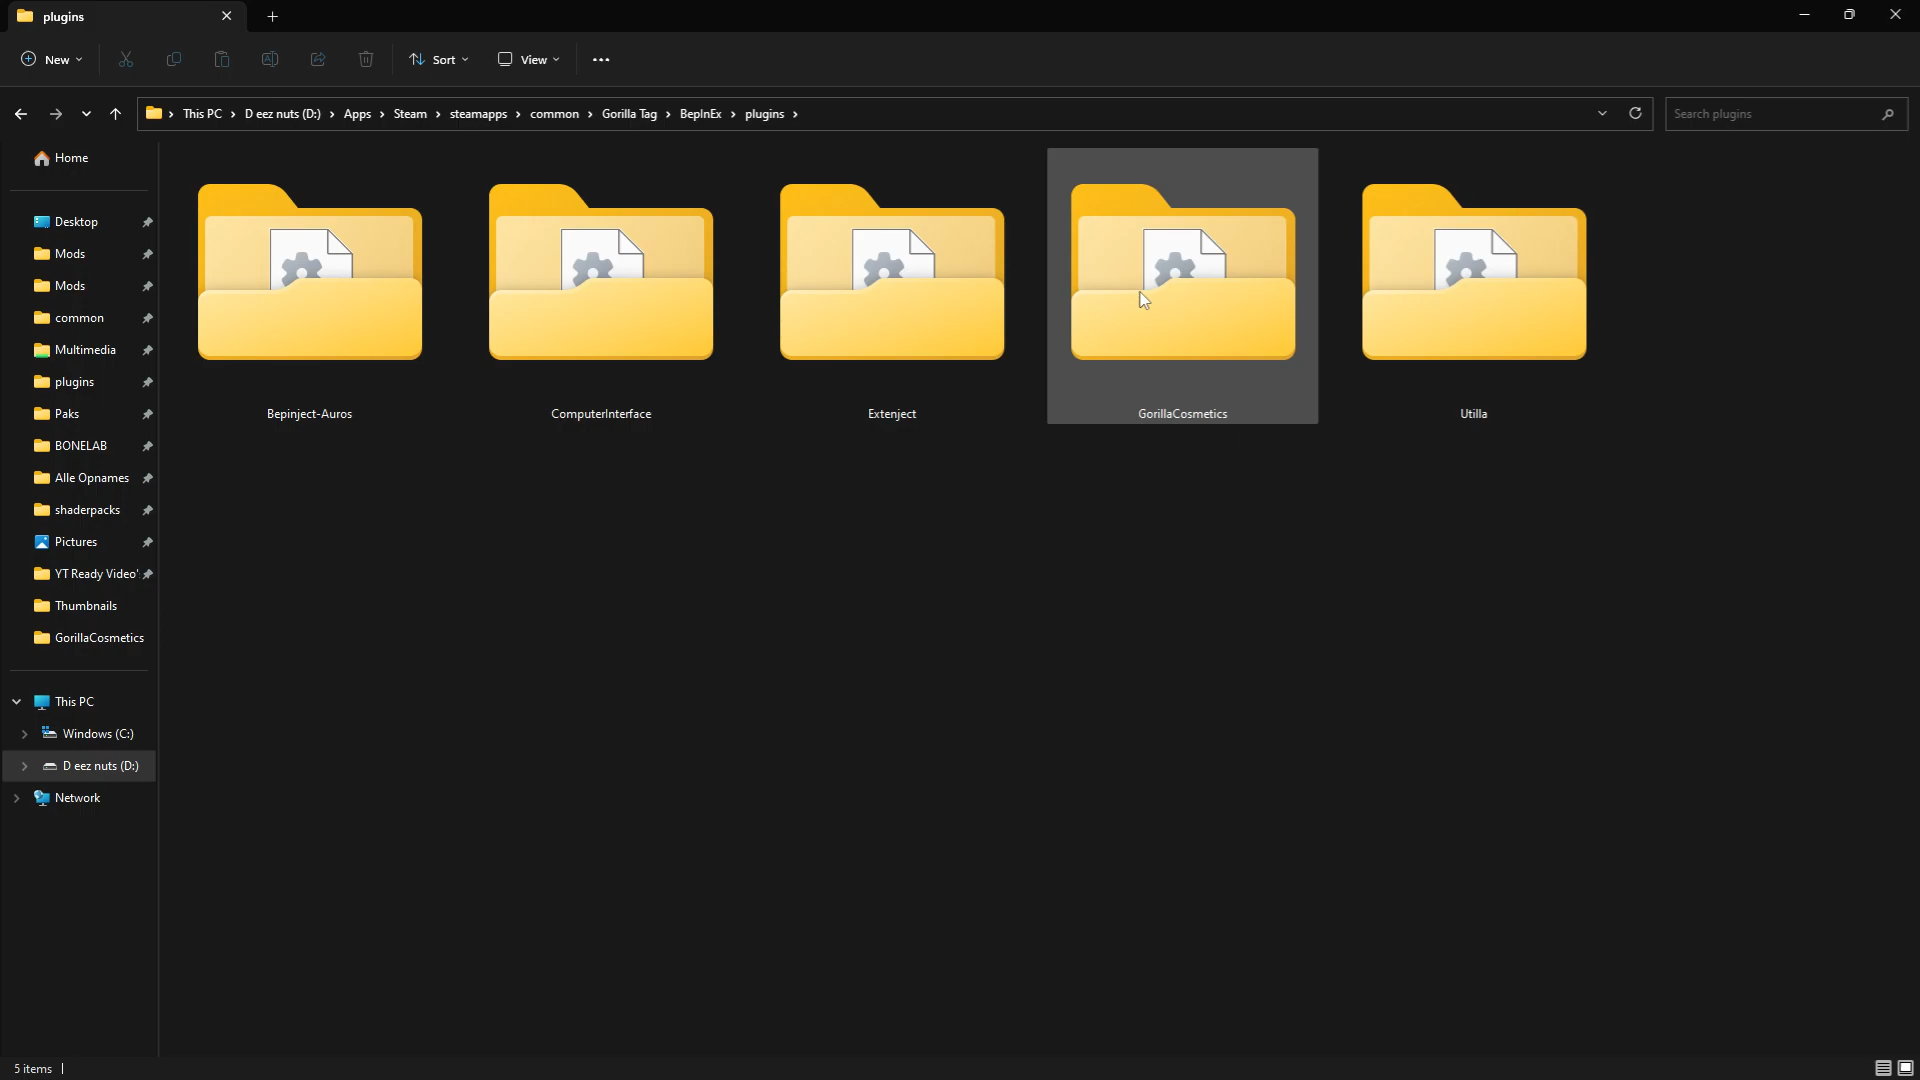 plugins
New
Sort
View
This PC > D eez nuts (D:) > Apps > Steam > steamapps > common > Gorilla Tag > BepInEx > plugins >
Search plugins
Home
Desktop
Mods
Mods
common
Multimedia
plugins
Paks
BONELAB
Alle Opnames
shaderpacks
Pictures
YT Ready Video'
Thumbnails
GorillaCosmetics
This PC
Windows (C:)
D eez nuts (D:)
Network
Bepinject-Auros
ComputerInterface
Extenject
GorillaCosmetics
Utilla
5 items